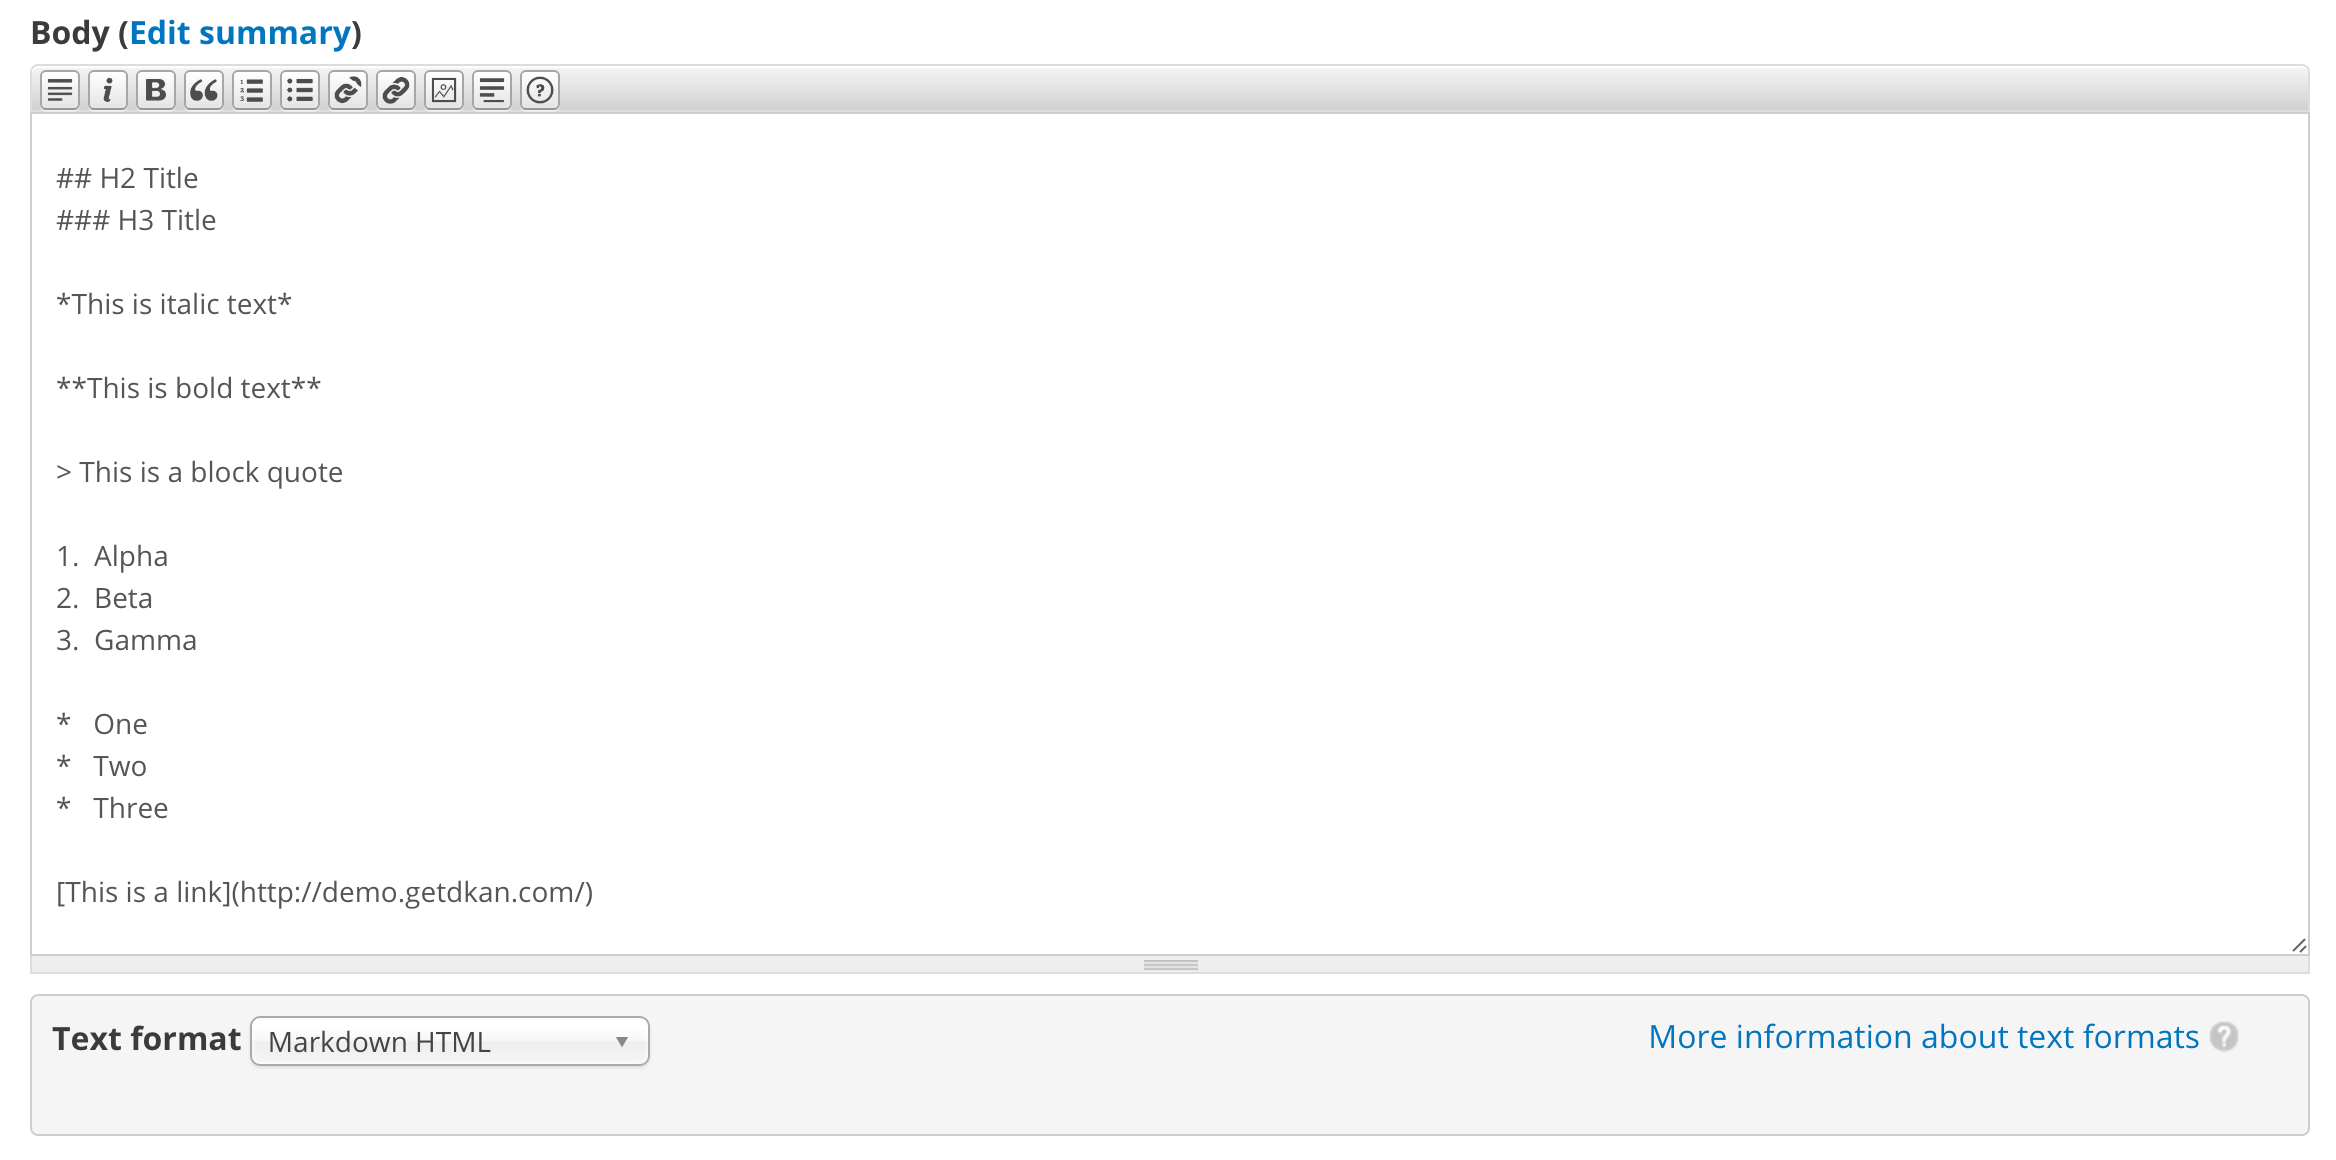 Body (Edit summary)
## H2 Title
### H3 Title
*This is italic text*
**This is bold text**
> This is a block quote
1.  Alpha
2.  Beta
3.  Gamma
*   One
*   Two
*   Three
[This is a link](http://demo.getdkan.com/)
Text format Markdown HTML More information about text formats